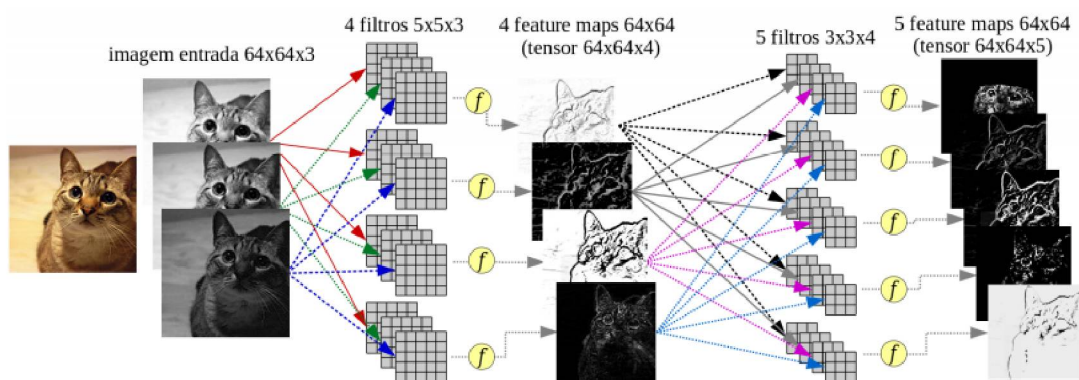 imagem entrada 64x64x3
4 filtros 5x5x3
4 feature maps 64x64
(tensor 64x64x4)
5 filtros 3x3x4
5 feature maps 64x64
(tensor 64x64x5)
f
f
f
f
f
f
f
f
f